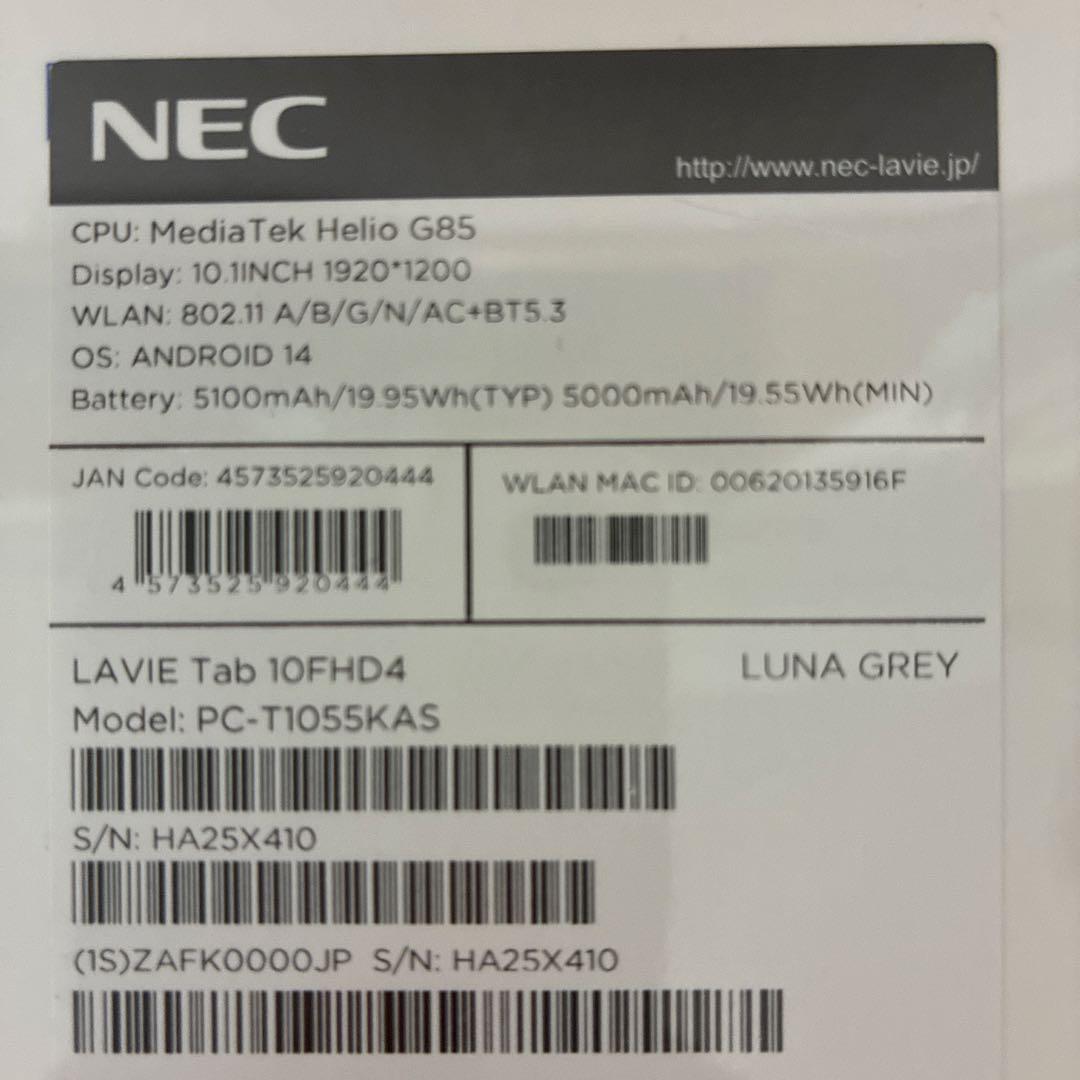 NEC
http://www.nec-lavie.jp/
CPU: MediaTek Helio G85
Display: 10.1INCH 1920*1200
WLAN: 802.11 A/B/G/N/AC+BT5.3
OS: ANDROID 14
Battery: 5100mAh/19.95Wh(TYP) 5000mAh/19.55Wh(MIN)
JAN Code: 4573525920444
4 573525 920444
WLAN MAC ID: 00620135916F
LAVIE Tab 10FHD4
LUNA GREY
Model: PC-T1055KAS
S/N: HA25X410
(1S)ZAFK0000JP S/N: HA25X410